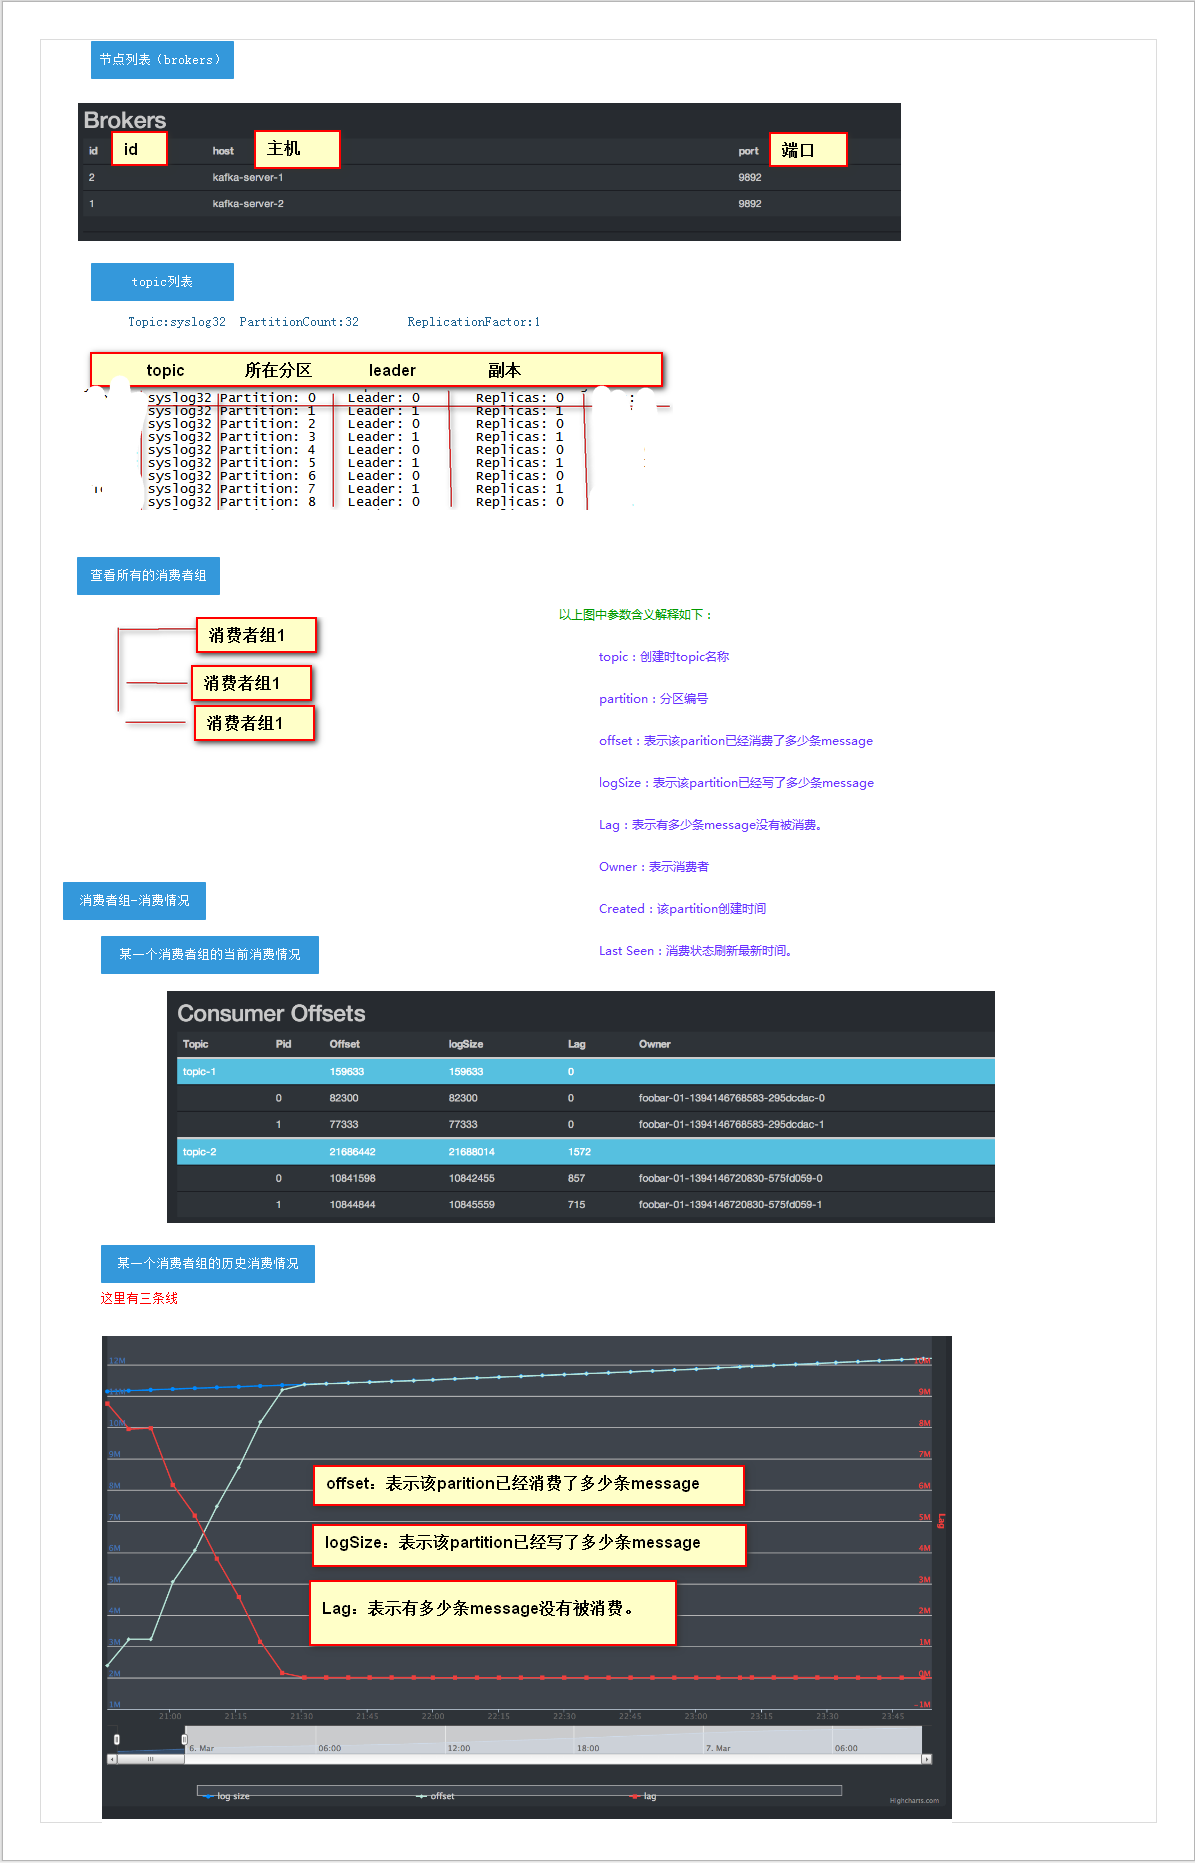 节点列表（brokers）
Brokers
id id host 主机 port 端口
2 kafka-server-1 9892
1 kafka-server-2 9892
topic列表
Topic:syslog32 PartitionCount:32 ReplicationFactor:1
topic 所在分区 leader 副本
syslog32 Partition: 0 Leader: 0 Replicas: 0
syslog32 Partition: 1 Leader: 1 Replicas: 1
syslog32 Partition: 2 Leader: 0 Replicas: 0
syslog32 Partition: 3 Leader: 1 Replicas: 1
syslog32 Partition: 4 Leader: 0 Replicas: 0
syslog32 Partition: 5 Leader: 1 Replicas: 1
syslog32 Partition: 6 Leader: 0 Replicas: 0
syslog32 Partition: 7 Leader: 1 Replicas: 1
syslog32 Partition: 8 Leader: 0 Replicas: 0
查看所有的消费者组
消费者组1
消费者组1
消费者组1
以上图中参数含义解释如下：
topic：创建时topic名称
partition：分区编号
offset：表示该parition已经消费了多少条message
logSize：表示该partition已经写了多少条message
Lag：表示有多少条message没有被消费。
Owner：表示消费者
Created：该partition创建时间
Last Seen：消费状态刷新最新时间。
消费者组-消费情况
某一个消费者组的当前消费情况
Consumer Offsets
Topic Pid Offset logSize Lag Owner
topic-1 159633 159633 0
0 82300 82300 0 foobar-01-1394146768583-295dcdac-0
1 77333 77333 0 foobar-01-1394146768583-295dcdac-1
topic-2 21686442 21688014 1572
0 10841598 10842455 857 foobar-01-1394146720830-575fd059-0
1 10844844 10845559 715 foobar-01-1394146720830-575fd059-1
某一个消费者组的历史消费情况
这里有三条线
12M 10M
11M 9M
10M 8M
9M 7M
8M 6M
7M 5M
6M 4M
5M 3M
4M 2M
3M 1M
2M 0M
1M -1M
Lag
offset：表示该parition已经消费了多少条message
logSize：表示该partition已经写了多少条message
Lag：表示有多少条message没有被消费。
21:00 21:15 21:30 21:45 22:00 22:15 22:30 22:45 23:00 23:15 23:30 23:45
6. Mar 06:00 12:00 18:00 7. Mar 06:00
log size offset lag
Highcharts.com